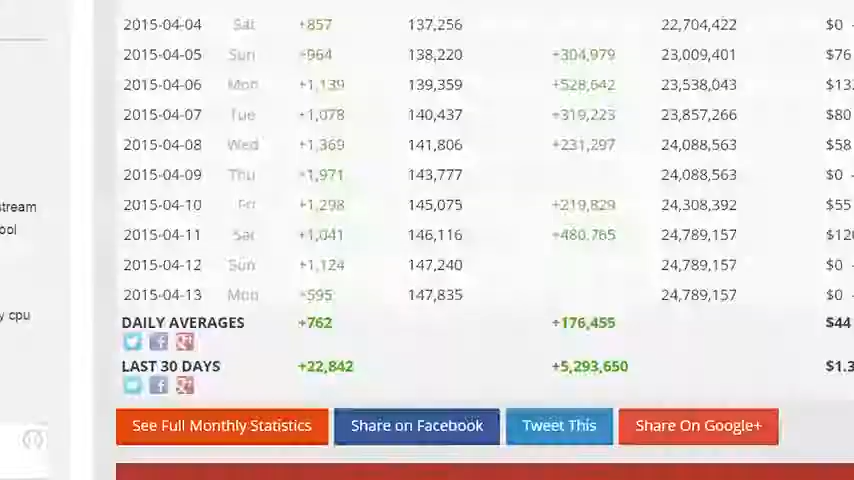 2015-04-04 Sat +857 137,256 22,704,422 $0 -
2015-04-05 Sun +964 138,220 +304,979 23,009,401 $76
2015-04-06 Mon +1,139 139,359 +528,642 23,538,043 $13
2015-04-07 Tue +1,078 140,437 +319,223 23,857,266 $80
2015-04-08 Wed +1,369 141,806 +231,297 24,088,563 $58
2015-04-09 Thu +1,971 143,777 24,088,563 $0 -
stream 2015-04-10 Fri +1,298 145,075 +219,829 24,308,392 $55
ool 2015-04-11 Sat +1,041 146,116 +480,765 24,789,157 $120
2015-04-12 Sun +1,124 147,240 24,789,157 $0 -
2015-04-13 Mon +595 147,835 24,789,157 $0 -
y cpu DAILY AVERAGES +762 +176,455 $44
LAST 30 DAYS +22,842 +5,293,650 $1.3
See Full Monthly Statistics Share on Facebook Tweet This Share On Google+